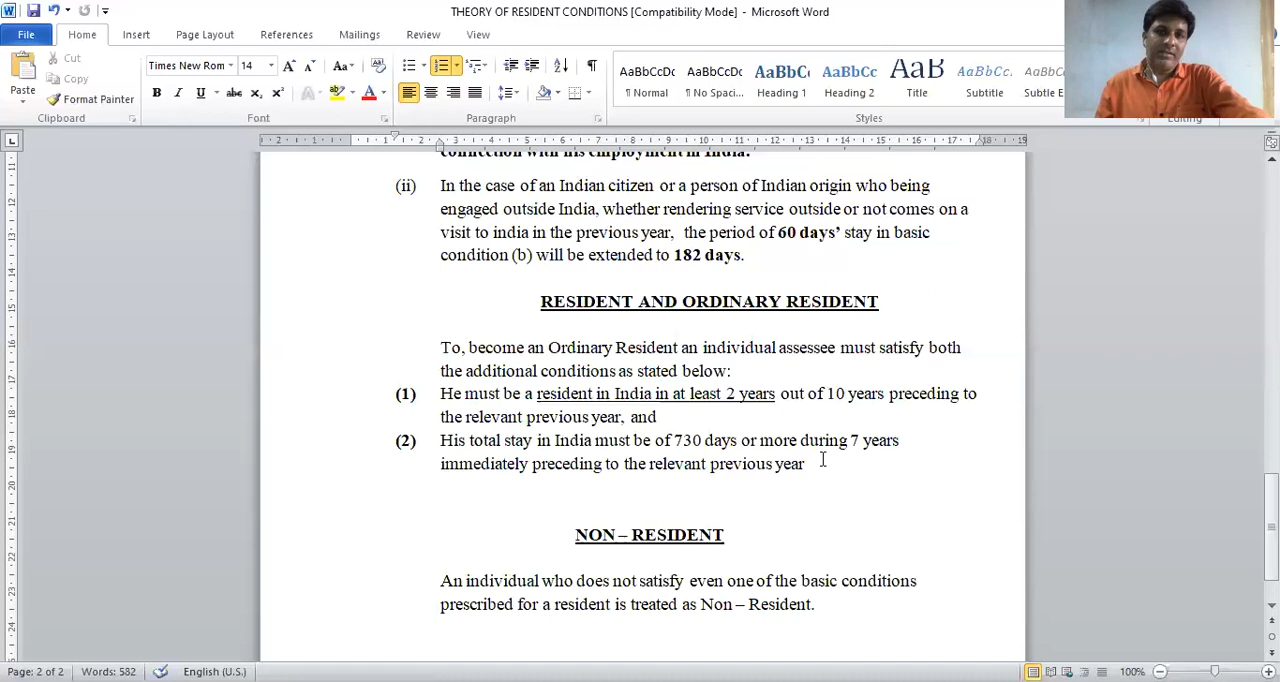 THEORY OF RESIDENT CONDITIONS [Compatibility Mode] - Microsoft Word
File Home Insert Page Layout References Mailings Review View
Cut
Copy
Format Painter
Paste
Clipboard
Times New Rom 14
Font
Paragraph
AaBbCcDc AaBbCcDc AaBbC AaBbCc AaB AaBbCc. AaBbCc
¶ Normal ¶ No Spaci... Heading 1 Heading 2 Title Subtitle Subtle E
Styles
Editing
connection with his employment in India.
(ii) In the case of an Indian citizen or a person of Indian origin who being
engaged outside India, whether rendering service outside or not comes on a
visit to india in the previous year, the period of 60 days' stay in basic
condition (b) will be extended to 182 days.
RESIDENT AND ORDINARY RESIDENT
To, become an Ordinary Resident an individual assessee must satisfy both
the additional conditions as stated below:
(1) He must be a resident in India in at least 2 years out of 10 years preceding to
the relevant previous year, and
(2) His total stay in India must be of 730 days or more during 7 years
immediately preceding to the relevant previous year
NON – RESIDENT
An individual who does not satisfy even one of the basic conditions
prescribed for a resident is treated as Non – Resident.
Page: 2 of 2 Words: 582 English (U.S.) 100%